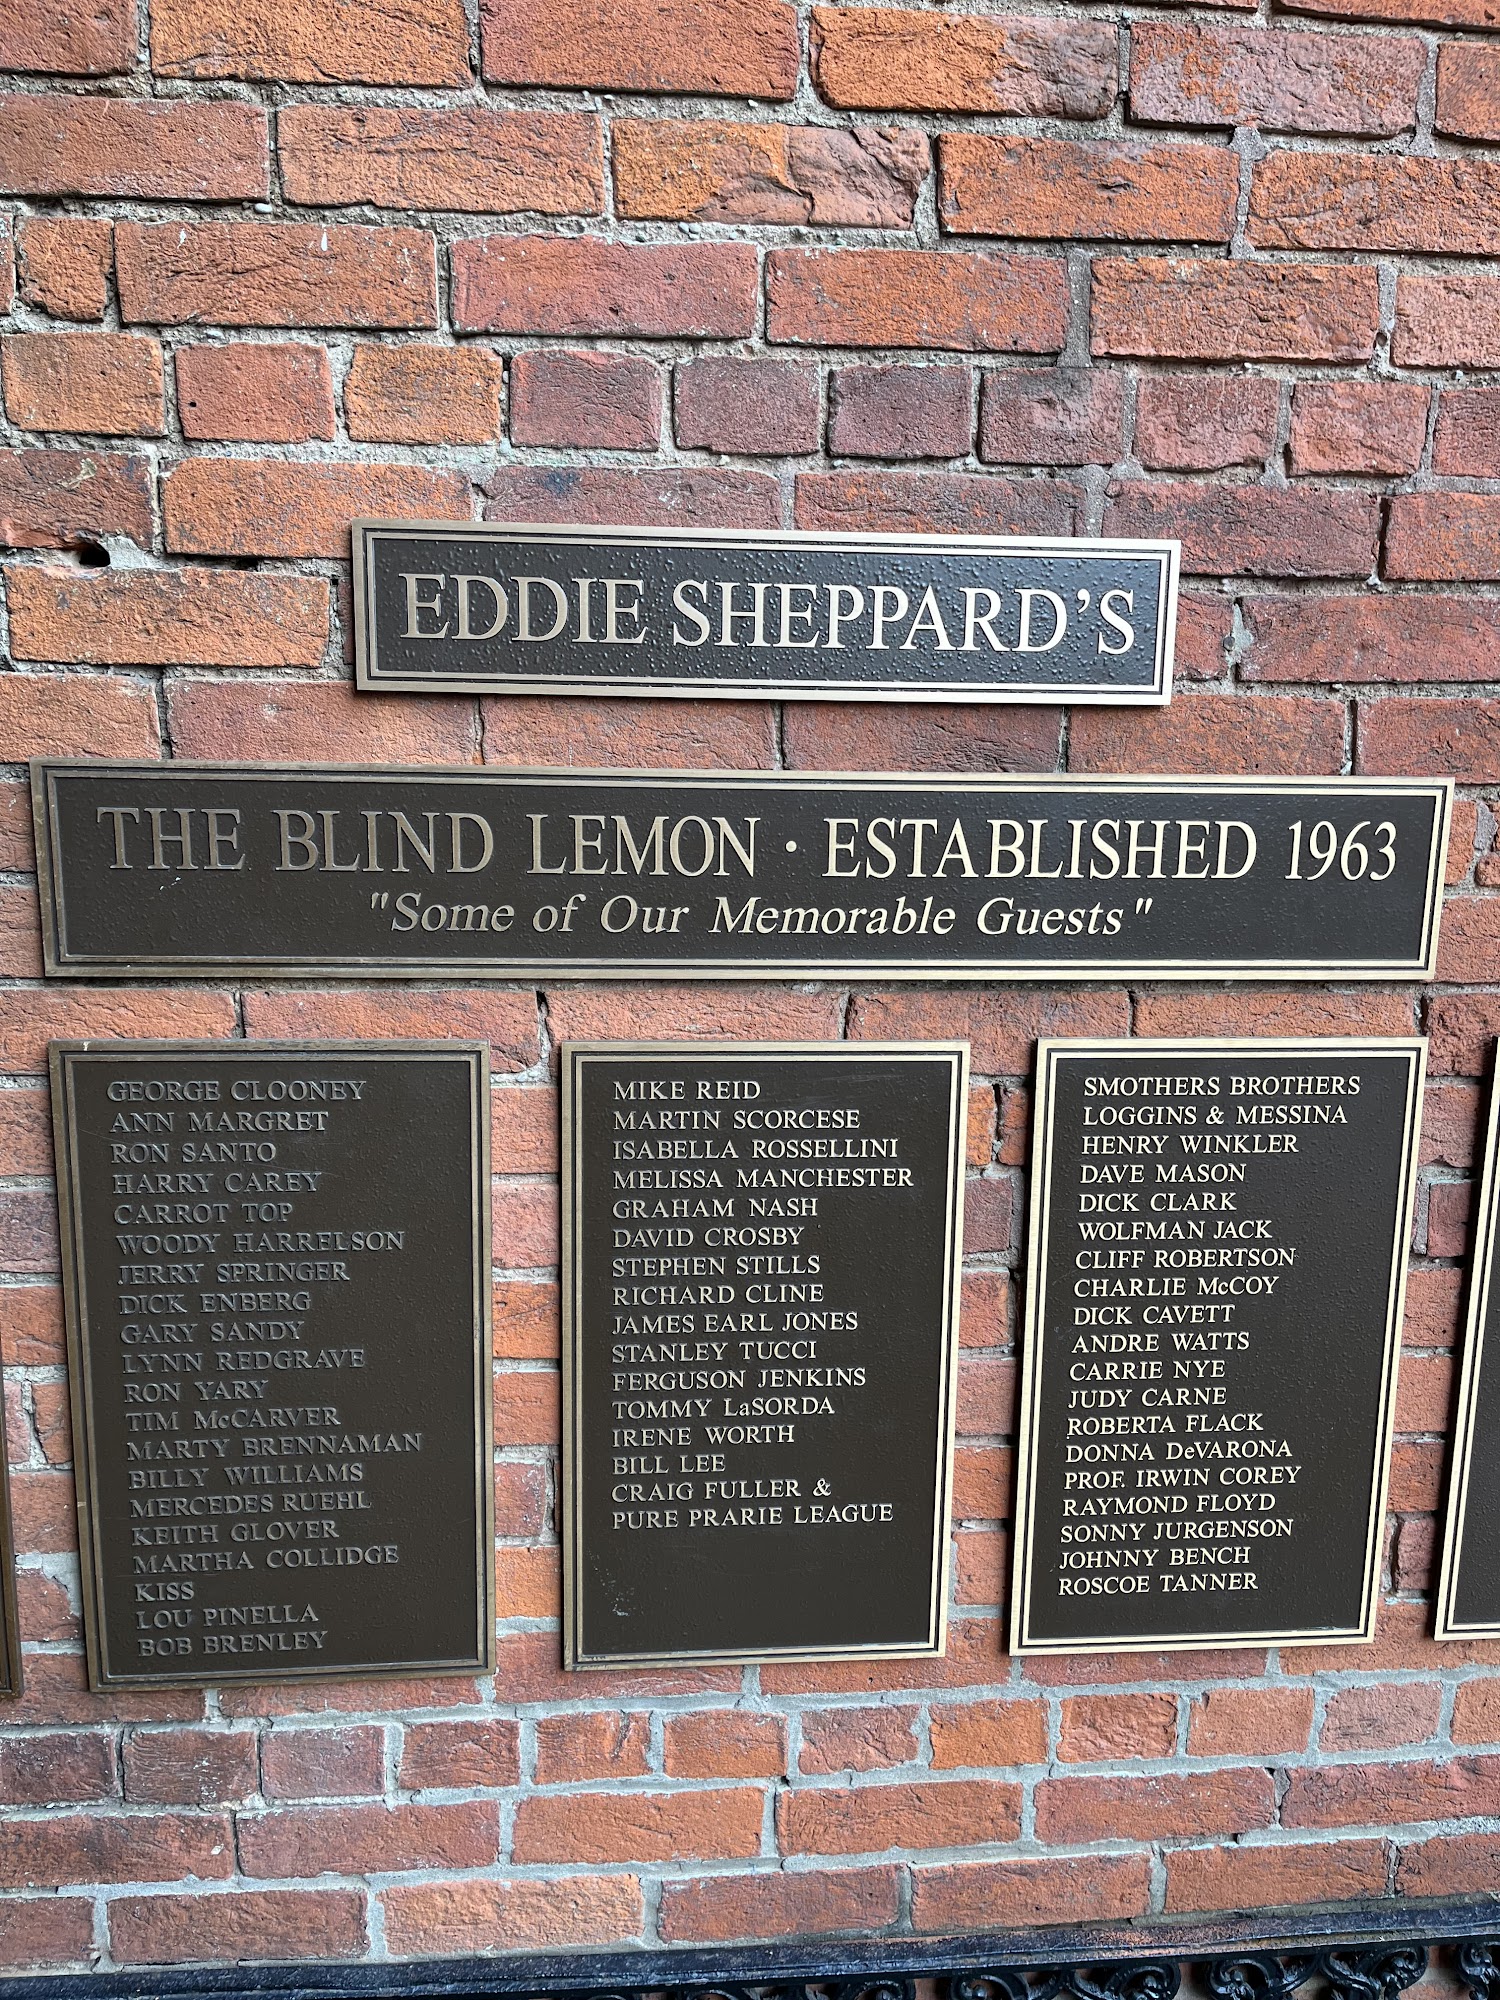 EDDIE SHEPPARD'S
THE BLIND LEMON · ESTABLISHED 1963
"Some of Our Memorable Guests"
GEORGE CLOONEY
ANN MARGRET
RON SANTO
HARRY CAREY
CARROT TOP
WOODY HARRELSON
JERRY SPRINGER
DICK ENBERG
GARY SANDY
LYNN REDGRAVE
RON YARY
TIM McCARVER
MARTY BRENNAMAN
BILLY WILLIAMS
MERCEDES RUEHL
KEITH GLOVER
MARTHA COLLIDGE
KISS
LOU PINELLA
BOB BRENLEY
MIKE REID
MARTIN SCORCESE
ISABELLA ROSSELLINI
MELISSA MANCHESTER
GRAHAM NASH
DAVID CROSBY
STEPHEN STILLS
RICHARD CLINE
JAMES EARL JONES
STANLEY TUCCI
FERGUSON JENKINS
TOMMY LaSORDA
IRENE WORTH
BILL LEE
CRAIG FULLER &
PURE PRARIE LEAGUE
SMOTHERS BROTHERS
LOGGINS & MESSINA
HENRY WINKLER
DAVE MASON
DICK CLARK
WOLFMAN JACK
CLIFF ROBERTSON
CHARLIE McCOY
DICK CAVETT
ANDRE WATTS
CARRIE NYE
JUDY CARNE
ROBERTA FLACK
DONNA DeVARONA
PROF. IRWIN COREY
RAYMOND FLOYD
SONNY JURGENSON
JOHNNY BENCH
ROSCOE TANNER